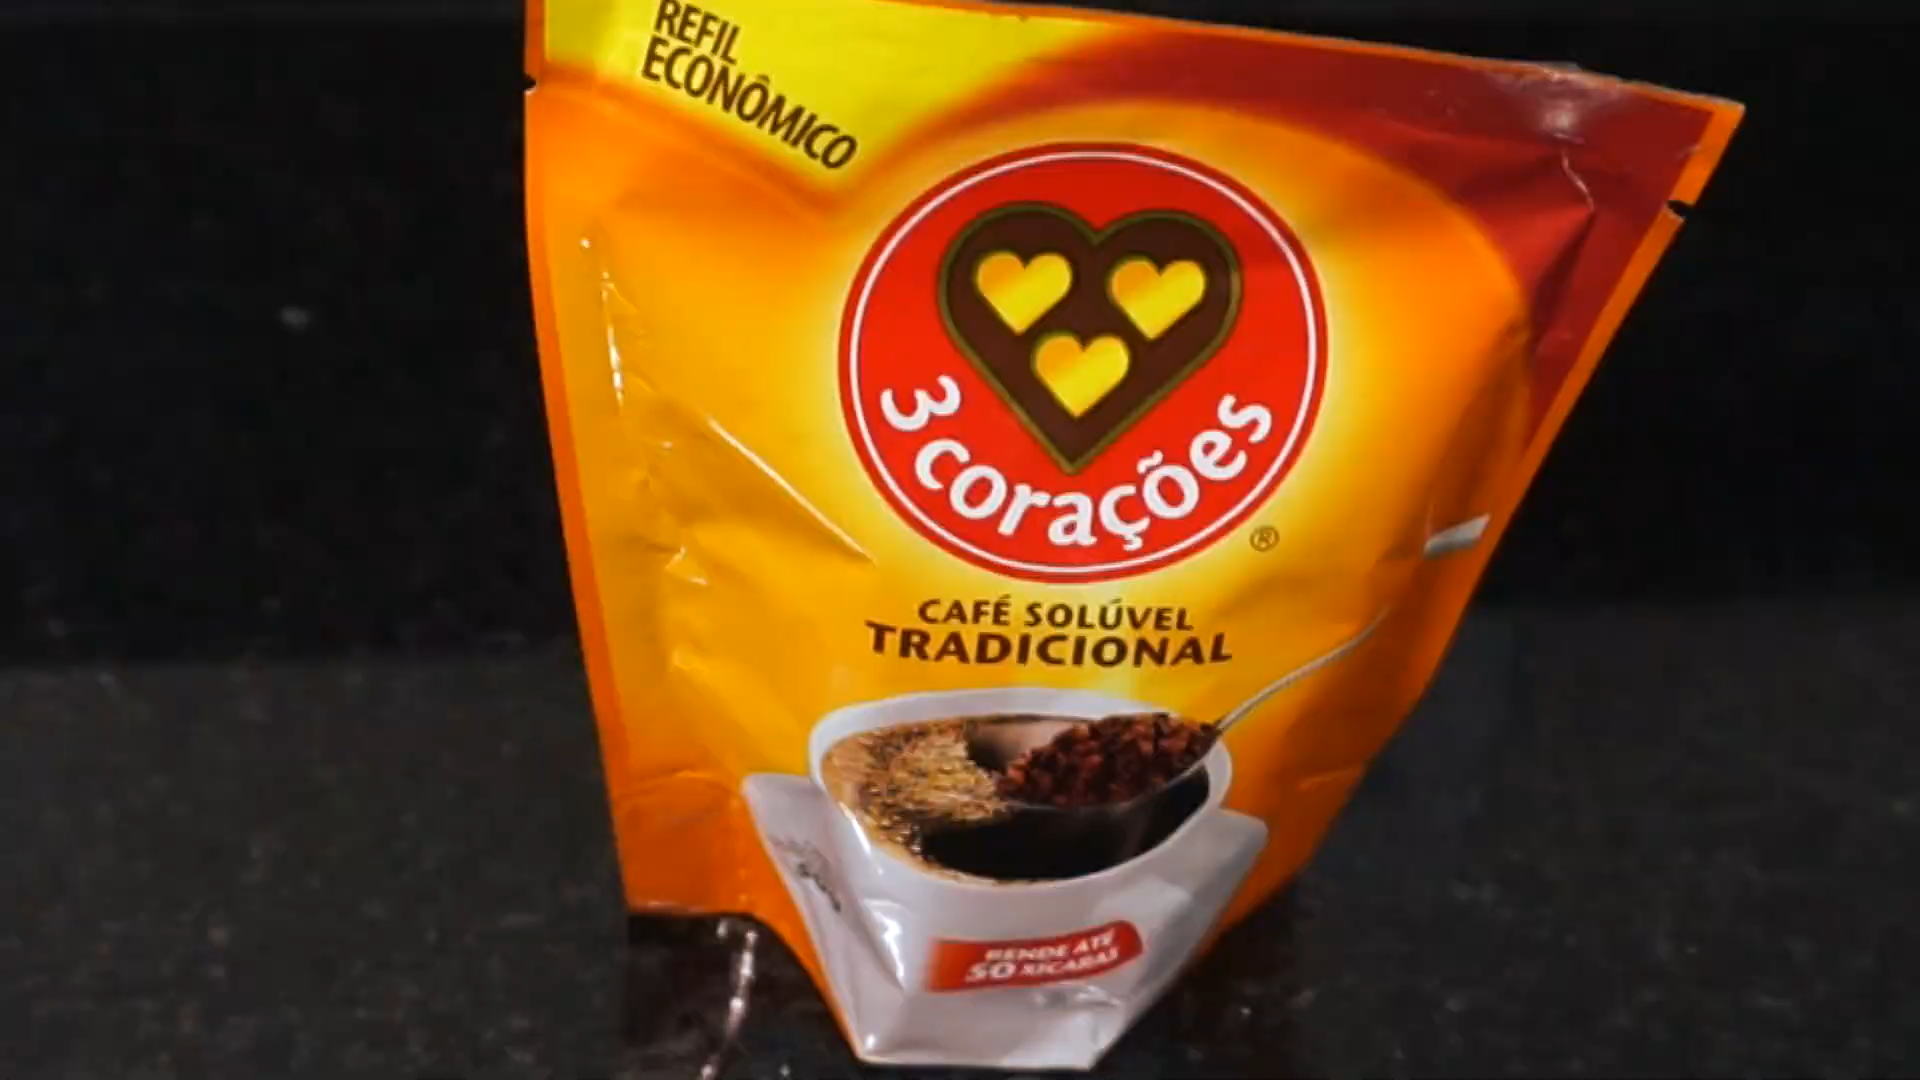 REFIL
ECONÔMICO
3 corações
®
CAFÉ SOLÚVEL
TRADICIONAL
RENDE ATÉ
50 XÍCARAS